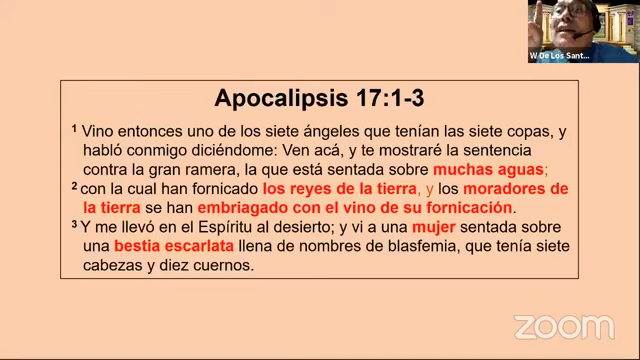 W De Los Sant...
Apocalipsis 17:1-3
1 Vino entonces uno de los siete ángeles que tenían las siete copas, y
habló conmigo diciéndome: Ven acá, y te mostraré la sentencia
contra la gran ramera, la que está sentada sobre muchas aguas;
2 con la cual han fornicado los reyes de la tierra, y los moradores de
la tierra se han embriagado con el vino de su fornicación.
3 Y me llevó en el Espíritu al desierto; y vi a una mujer sentada sobre
una bestia escarlata llena de nombres de blasfemia, que tenía siete
cabezas y diez cuernos.
zoom